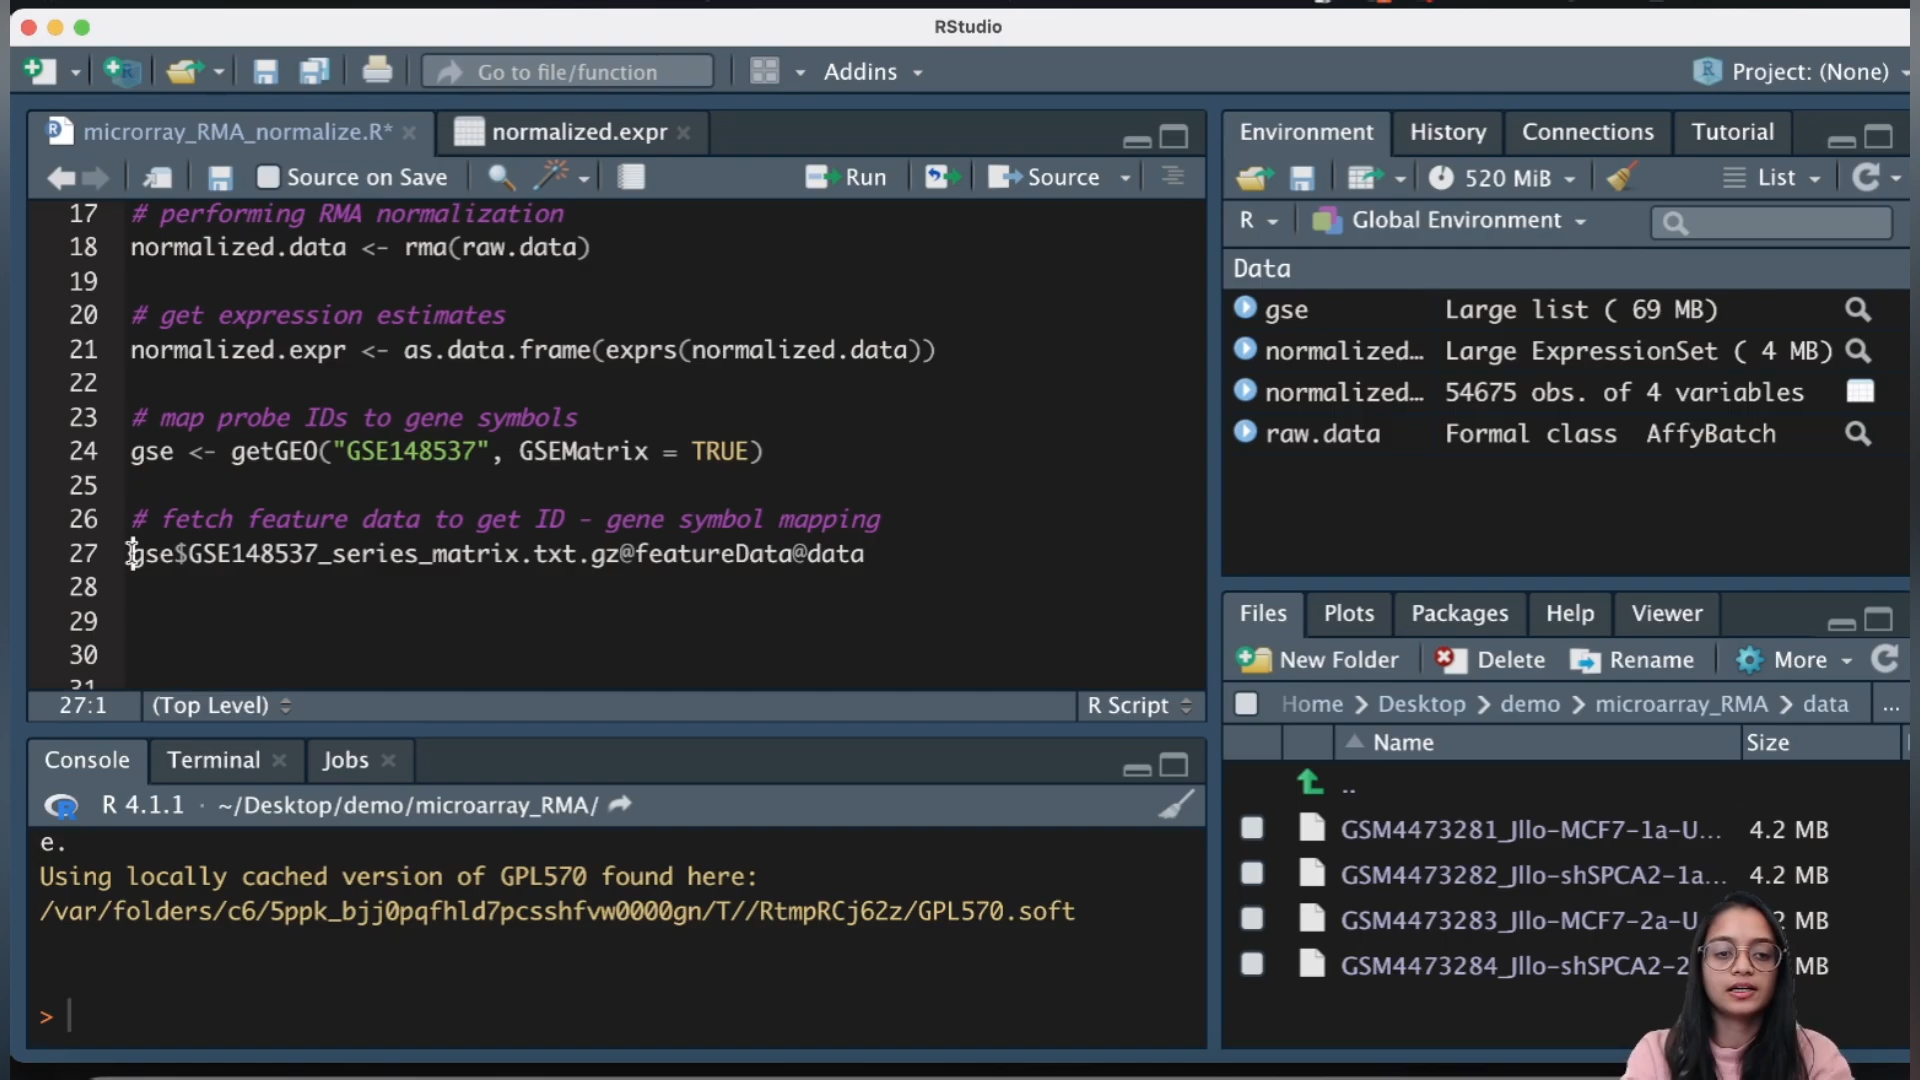 RStudio
Go to file/function
Addins
Project: (None)
microrray_RMA_normalize.R*
normalized.expr
Source on Save
Run
Source
17 # performing RMA normalization
18 normalized.data <- rma(raw.data)
19
20 # get expression estimates
21 normalized.expr <- as.data.frame(exprs(normalized.data))
22
23 # map probe IDs to gene symbols
24 gse <- getGEO("GSE148537", GSEMatrix = TRUE)
25
26 # fetch feature data to get ID - gene symbol mapping
27 gse$GSE148537_series_matrix.txt.gz@featureData@data
28
29
30
31
27:1 (Top Level) R Script
Console Terminal Jobs
R 4.1.1 · ~/Desktop/demo/microarray_RMA/
e.
Using locally cached version of GPL570 found here:
/var/folders/c6/5ppk_bjj0pqfhld7pcsshfvw0000gn/T//RtmpRCj62z/GPL570.soft
>
Environment History Connections Tutorial
520 MiB List
R Global Environment
Data
gse Large list ( 69 MB)
normalized… Large ExpressionSet ( 4 MB)
normalized… 54675 obs. of 4 variables
raw.data Formal class AffyBatch
Files Plots Packages Help Viewer
New Folder Delete Rename More
Home Desktop demo microarray_RMA data ...
Name Size
..
GSM4473281_Jllo-MCF7-1a-U... 4.2 MB
GSM4473282_Jllo-shSPCA2-1a... 4.2 MB
GSM4473283_Jllo-MCF7-2a-U MB
GSM4473284_Jllo-shSPCA2-2 MB